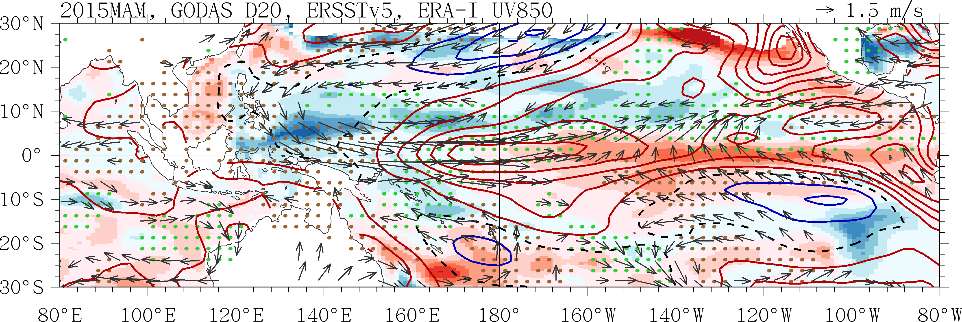 2015MAM, GODAS D20, ERSSTv5, ERA-I UV850 → 1.5 m/s
30°N
20°N
10°N
0°
10°S
20°S
30°S
80°E 100°E 120°E 140°E 160°E 180° 160°W 140°W 120°W 100°W 80°W